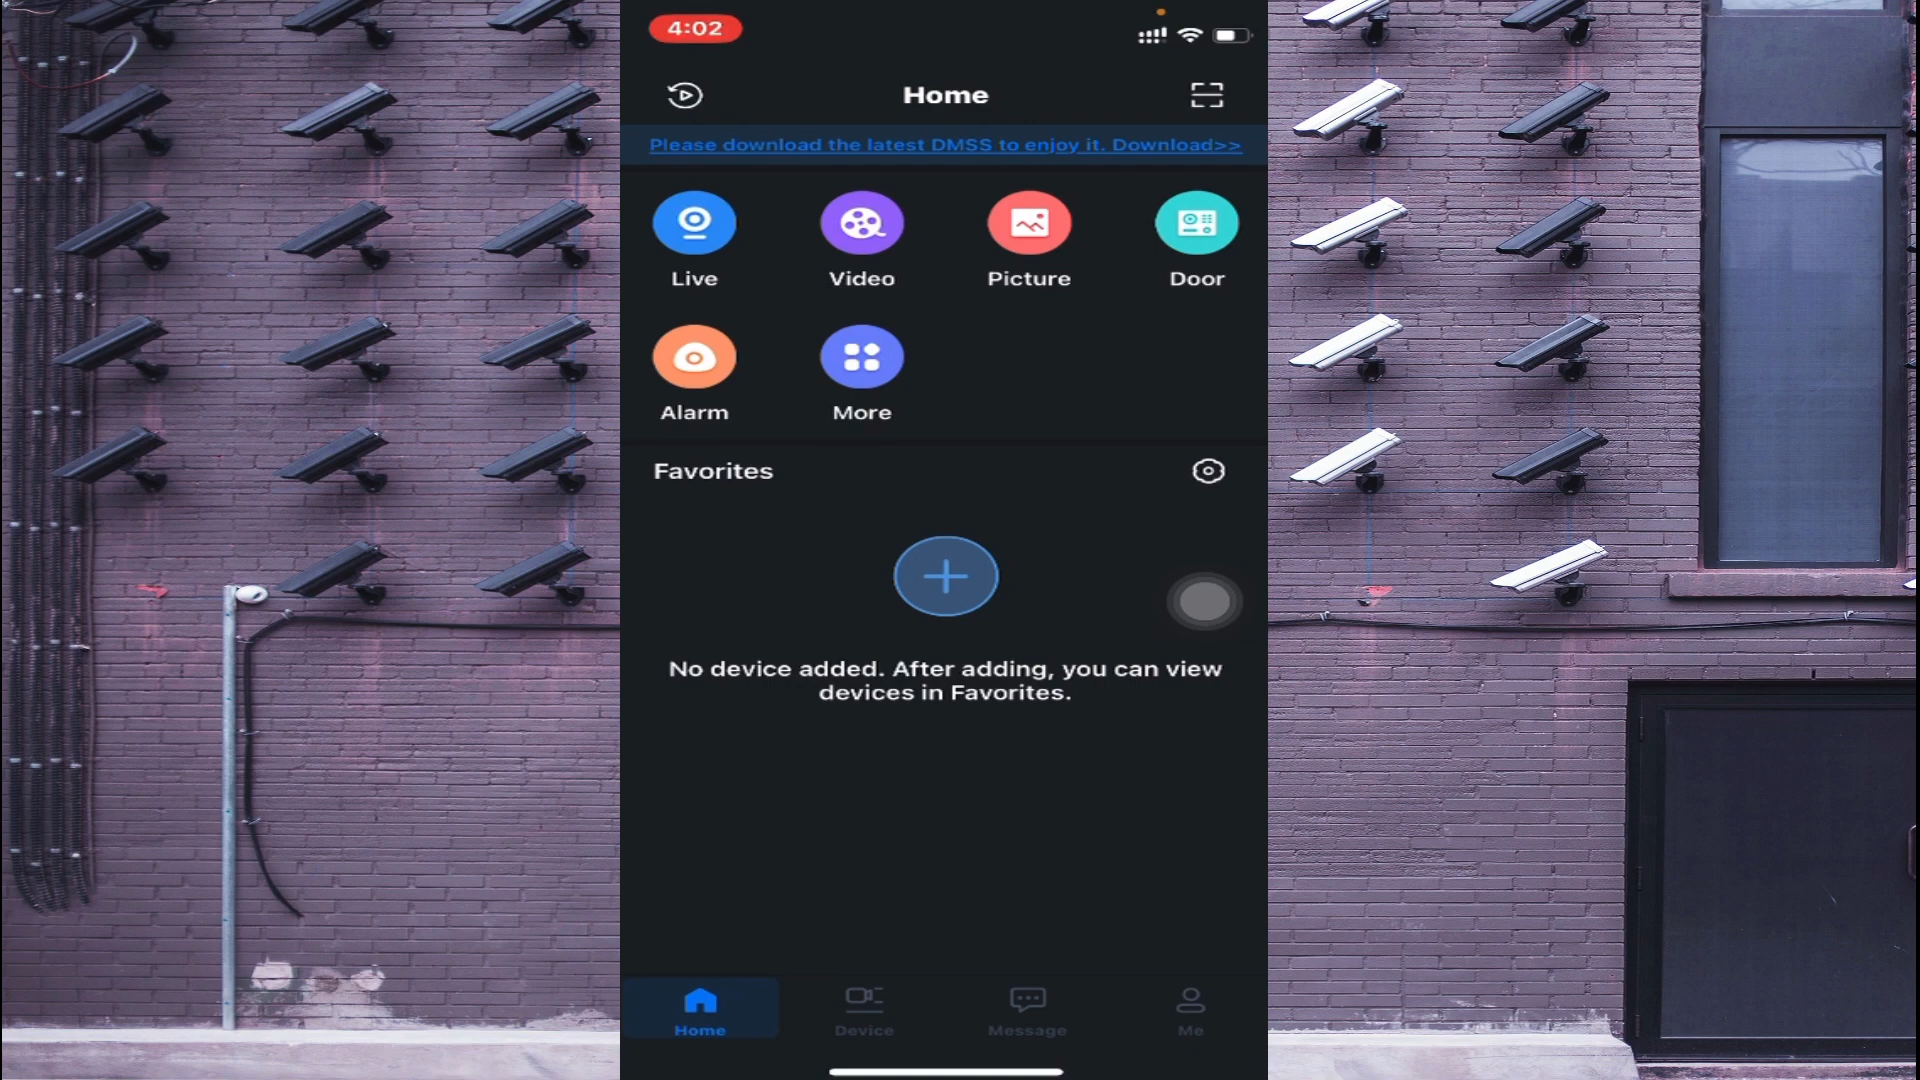 4:02
Home
Please download the latest DMSS to enjoy it. Download>>
Live
Video
Picture
Door
Alarm
More
Favorites
No device added. After adding, you can view
devices in Favorites.
Home
Device
Message
Me